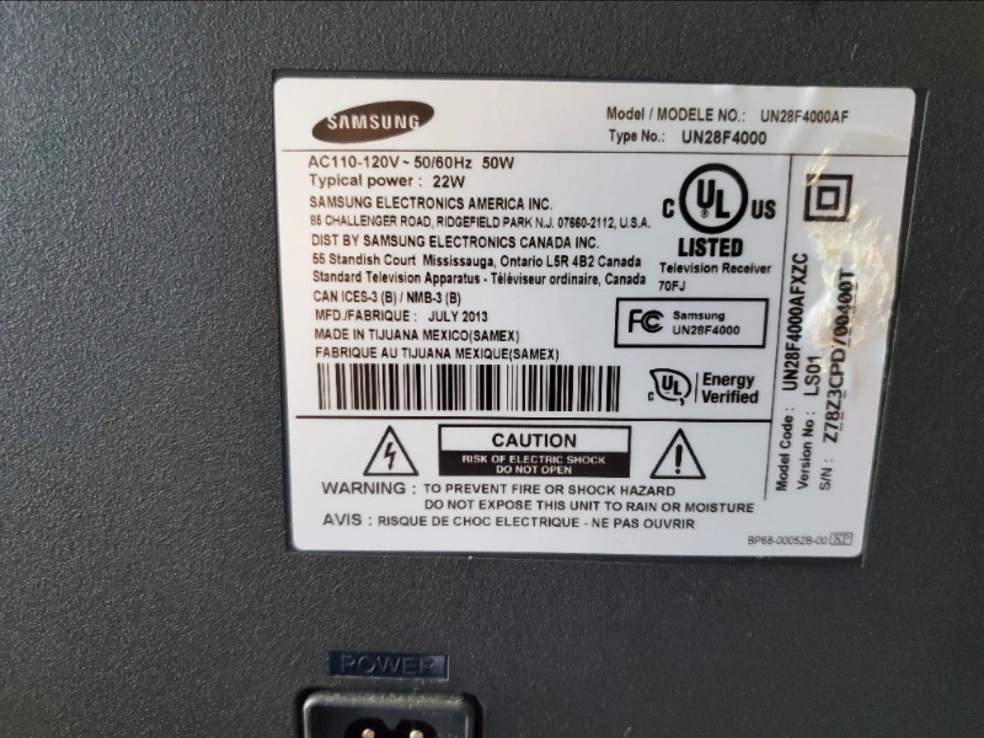 SAMSUNG
Model / MODELE NO.: UN28F4000AF
Type No.: UN28F4000
AC110-120V ~ 50/60Hz 50W
Typical power : 22W
SAMSUNG ELECTRONICS AMERICA INC.
85 CHALLENGER ROAD, RIDGEFIELD PARK N.J. 07660-2112, U.S.A.
DIST BY SAMSUNG ELECTRONICS CANADA INC.
55 Standish Court Mississauga, Ontario L5R 4B2 Canada
Standard Television Apparatus - Téléviseur ordinaire, Canada
CAN ICES-3 (B) / NMB-3 (B)
MFD./FABRIQUE : JULY 2013
MADE IN TIJUANA MEXICO(SAMEX)
FABRIQUE AU TIJUANA MEXIQUE(SAMEX)
C UL US
LISTED
Television Receiver
70FJ
FC Samsung
UN28F4000
C UL Energy
Verified
Model Code : UN28F4000AFXZC
Version No : LS01
S/N : Z78Z3CPD700400T
CAUTION
RISK OF ELECTRIC SHOCK
DO NOT OPEN
WARNING : TO PREVENT FIRE OR SHOCK HAZARD
DO NOT EXPOSE THIS UNIT TO RAIN OR MOISTURE
AVIS : RISQUE DE CHOC ELECTRIQUE - NE PAS OUVRIR
BP68-00052B-00 KP
POWER